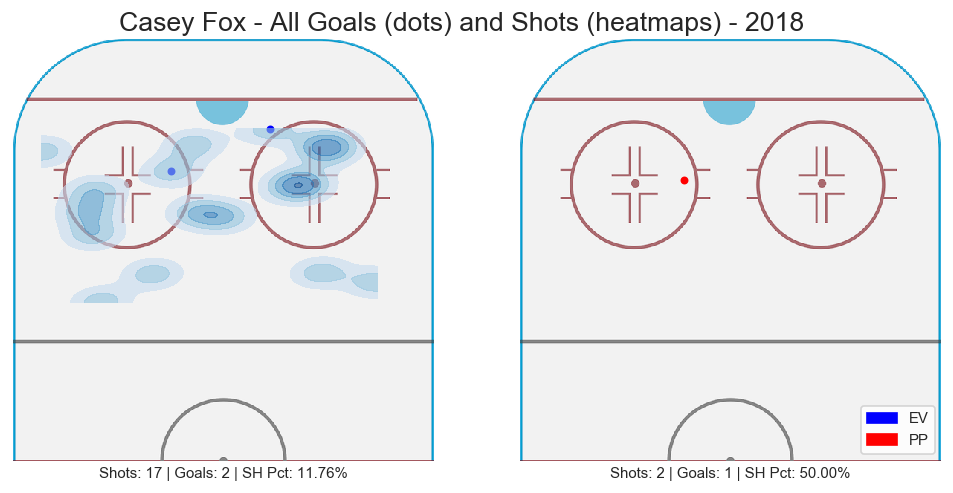 Casey Fox - All Goals (dots) and Shots (heatmaps) - 2018
EV
PP
Shots: 17 | Goals: 2 | SH Pct: 11.76%
Shots: 2 | Goals: 1 | SH Pct: 50.00%